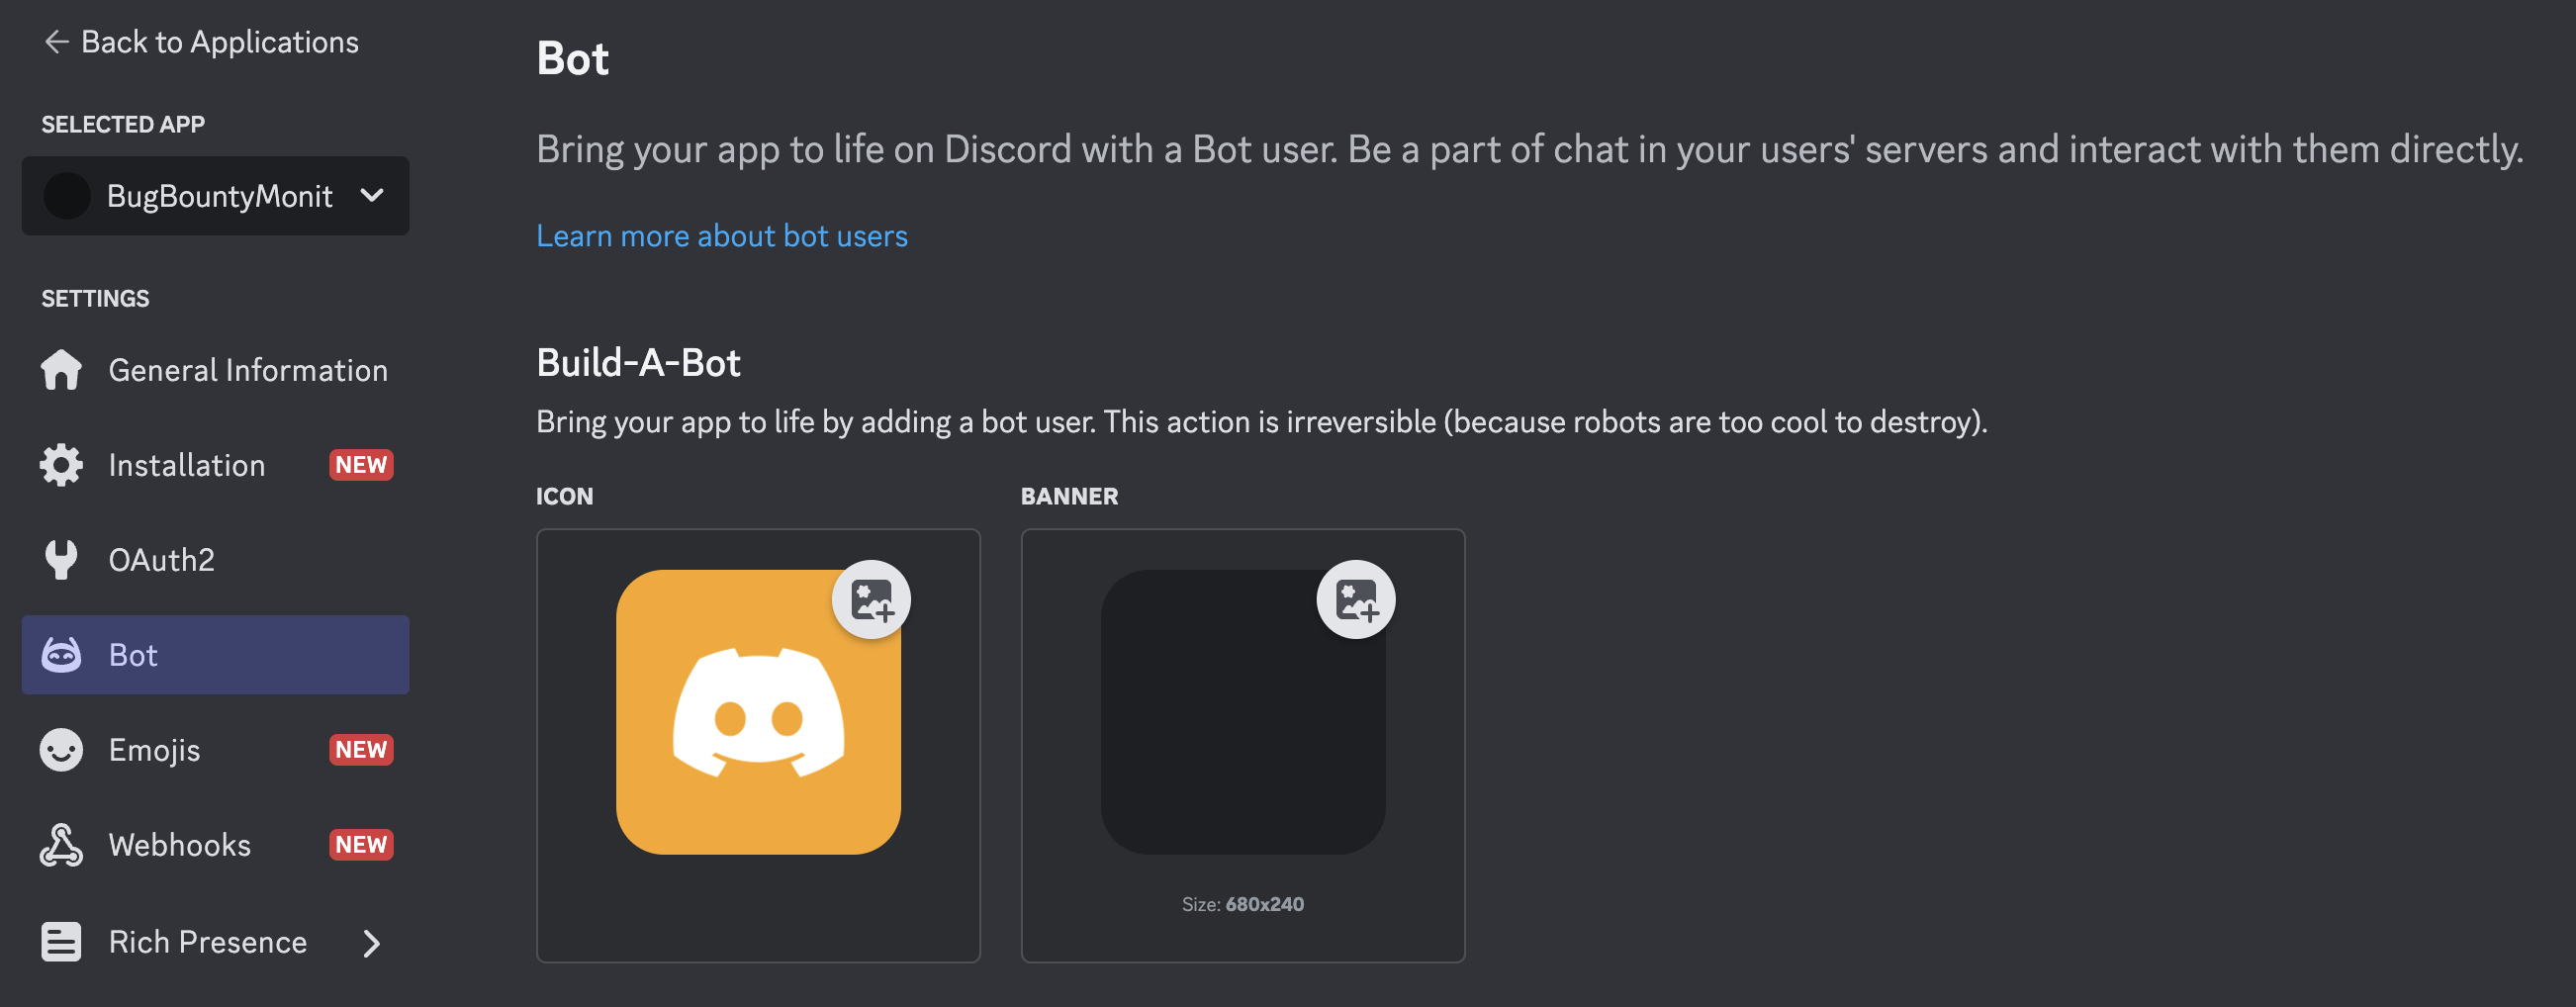 Back to Applications
SELECTED APP
BugBountyMonit
SETTINGS
General Information
Installation NEW
OAuth2
Bot
Emojis NEW
Webhooks NEW
Rich Presence
Bot
Bring your app to life on Discord with a Bot user. Be a part of chat in your users' servers and interact with them directly.
Learn more about bot users
Build-A-Bot
Bring your app to life by adding a bot user. This action is irreversible (because robots are too cool to destroy).
ICON
BANNER
Size: 680x240